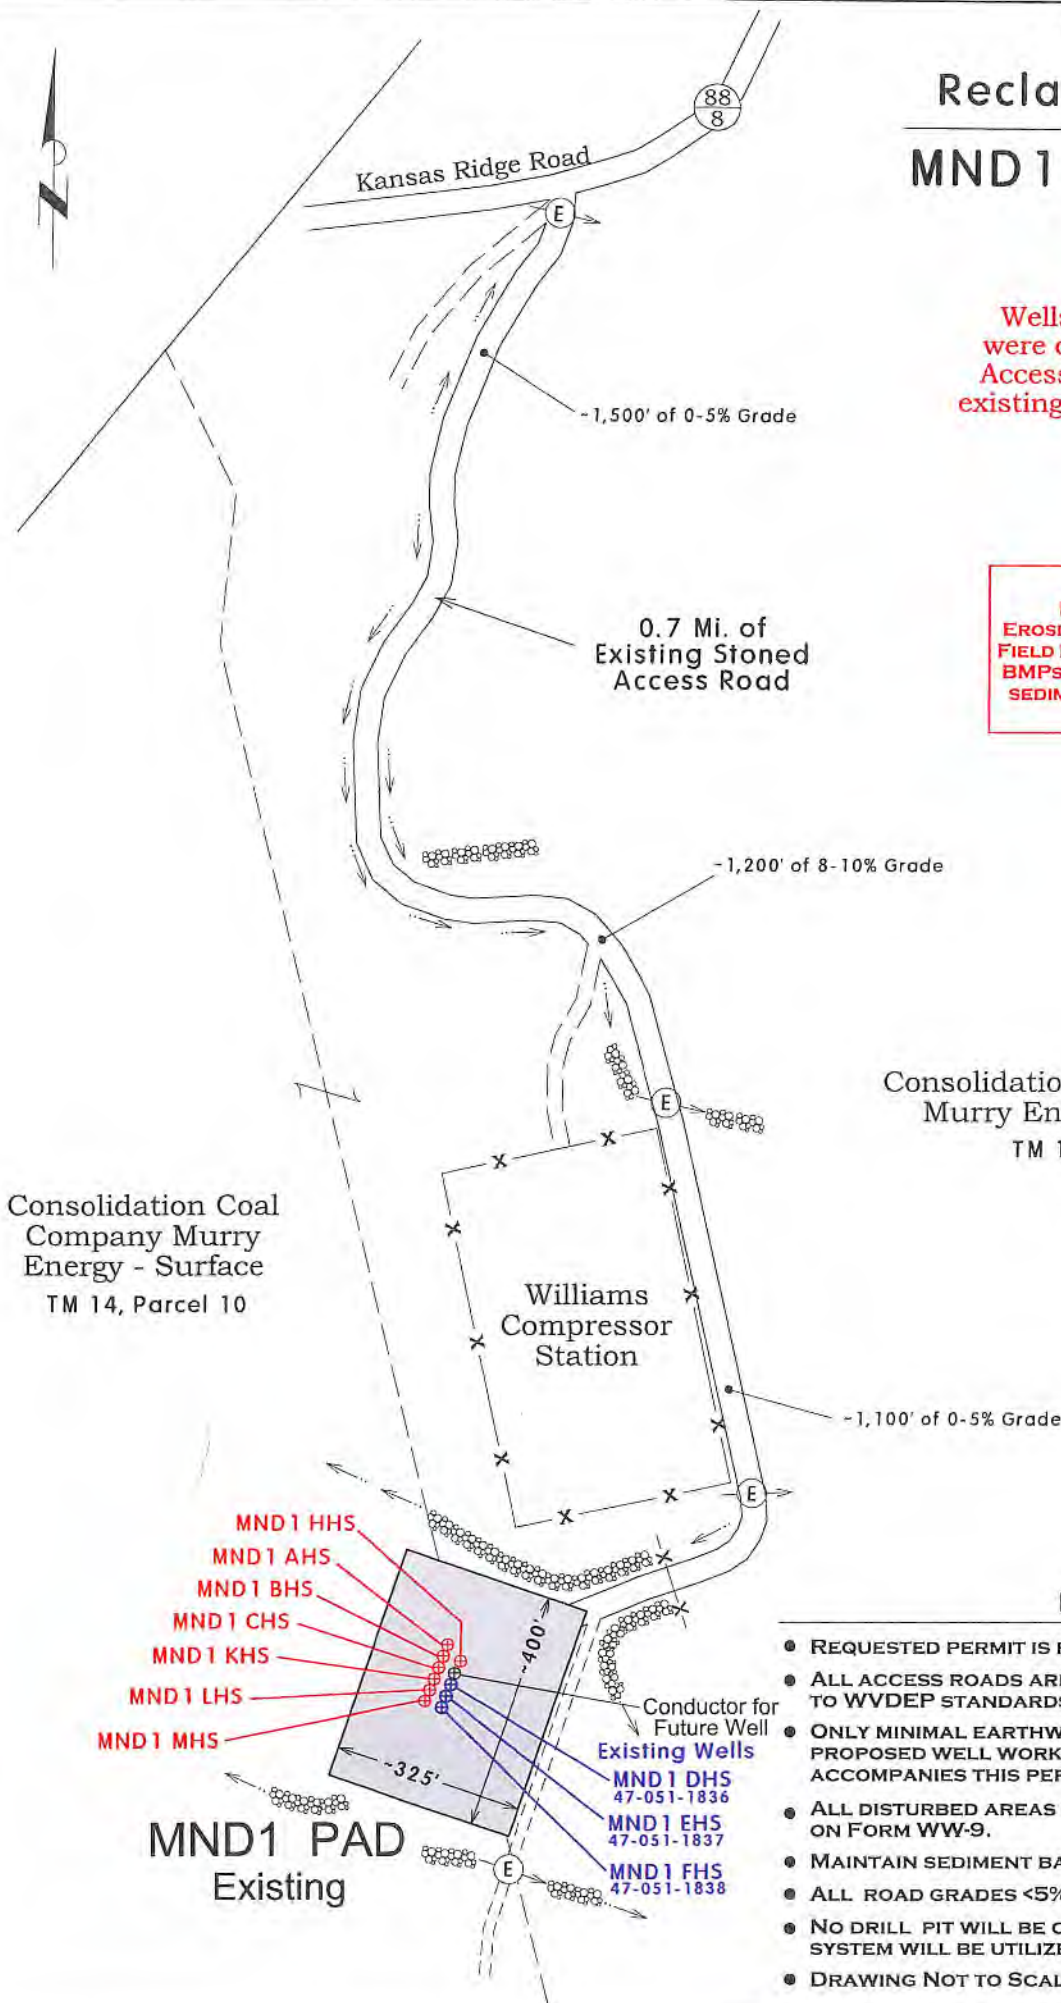 Recla
MND1
88
8
Kansas Ridge Road
E
Wells
were
Access
existing
~1,500' of 0-5% Grade
0.7 Mi. of
Existing Stoned
Access Road
EROSI
FIELD
BMPs
SEDIM
~1,200' of 8-10% Grade
E
Consolidatio
Murry En
TM 1
Consolidation Coal
Company Murry
Energy - Surface
TM 14, Parcel 10
Williams
Compressor
Station
~1,100' of 0-5% Grade
E
MND1 HHS
MND1 AHS
MND1 BHS
MND1 CHS
MND1 KHS
MND1 LHS
MND1 MHS
~400'
~325'
Conductor for
Future Well
Existing Wells
MND1 DHS
47-051-1836
MND1 EHS
47-051-1837
MND1 FHS
47-051-1838
MND1 PAD
Existing
E
• REQUESTED PERMIT IS
• ALL ACCESS ROADS ARE
TO WVDEP STANDARDS
• ONLY MINIMAL EARTHW
PROPOSED WELL WORK
ACCOMPANIES THIS PER
• ALL DISTURBED AREAS
ON FORM WW-9.
• MAINTAIN SEDIMENT BA
• ALL ROAD GRADES <5%
• NO DRILL PIT WILL BE C
SYSTEM WILL BE UTILIZE
• DRAWING NOT TO SCAL